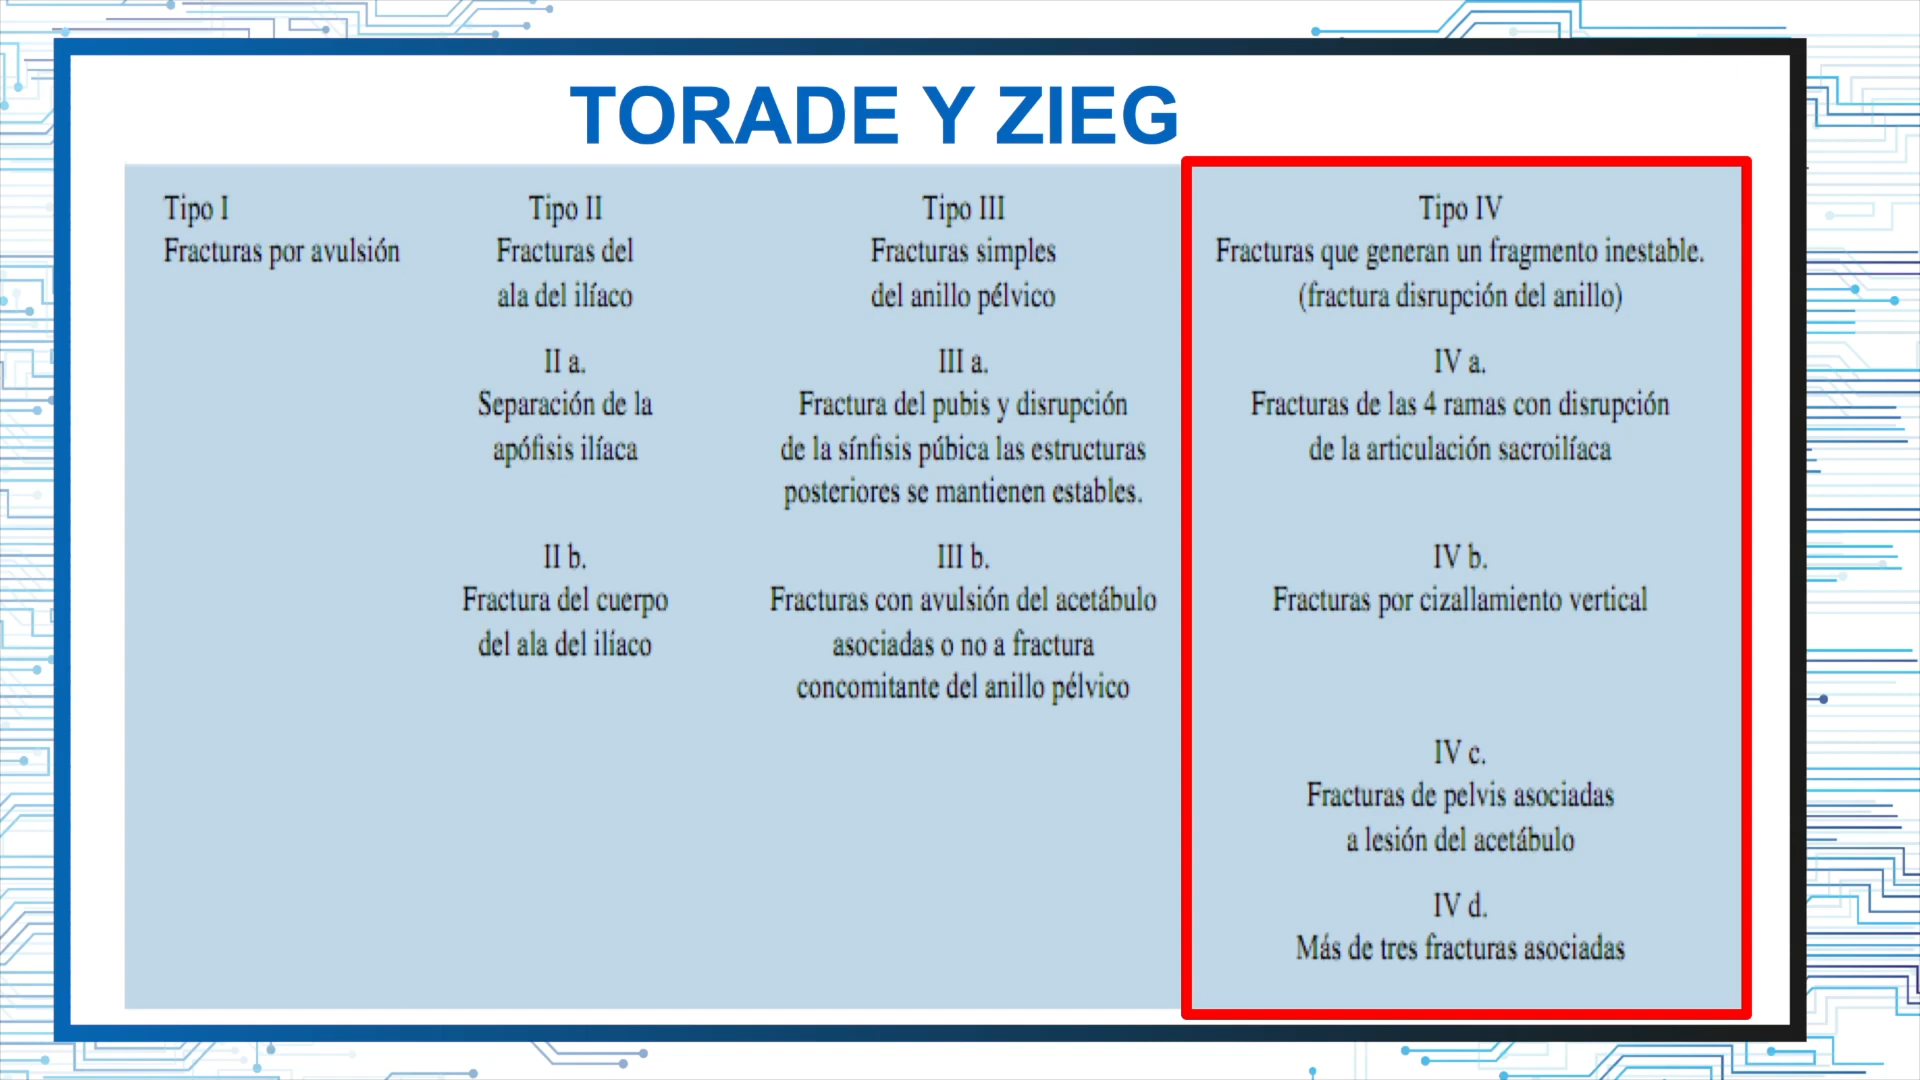 TORADE Y ZIEG
Tipo I
Fracturas por avulsión
Tipo II
Fracturas del
ala del ilíaco
II a.
Separación de la
apófisis ilíaca
II b.
Fractura del cuerpo
del ala del ilíaco
Tipo III
Fracturas simples
del anillo pélvico
III a.
Fractura del pubis y disrupción
de la sínfisis púbica las estructuras
posteriores se mantienen estables.
III b.
Fracturas con avulsión del acetábulo
asociadas o no a fractura
concomitante del anillo pélvico
Tipo IV
Fracturas que generan un fragmento inestable.
(fractura disrupción del anillo)
IV a.
Fracturas de las 4 ramas con disrupción
de la articulación sacroilíaca
IV b.
Fracturas por cizallamiento vertical
IV c.
Fracturas de pelvis asociadas
a lesión del acetábulo
IV d.
Más de tres fracturas asociadas